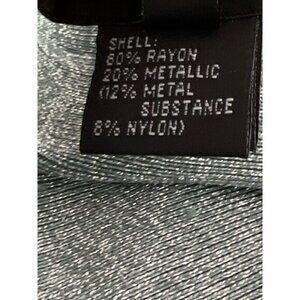 SHELL:
80% RAYON
20% METALLIC
(12% METAL
SUBSTANCE
8% NYLON)